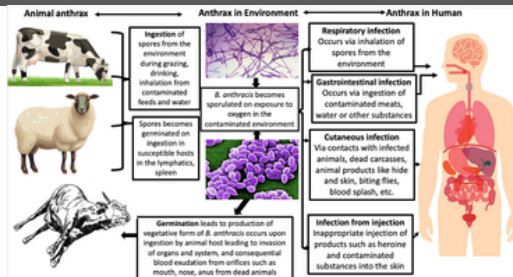 Animal anthrax
Anthrax in Environment
Anthrax in Human
Ingestion of
spores from the
environment
during grazing,
drinking,
inhalation from
contaminated
feeds and water
Spores becomes
germinated on
ingestion in
susceptible hosts
in the lymphatics,
spleen
B. anthracis becomes
sporulated on exposure to
oxygen in the
contaminated environment
Germination leads to production of
vegetative form of B. anthracis occurs upon
ingestion by animal host leading to invasion
of organs and system, and consequential
blood exudation from orifices such as
mouth, nose, anus from dead animals
Respiratory infection
Occurs via inhalation of
spores from the
environment
Gastrointestinal infection
Occurs via ingestion of
contaminated meats,
water or other substances
Cutaneous infection
Via contacts with infected
animals, dead carcasses,
animal products like hide
and skin, biting flies,
blood splash, etc.
Infection from injection
Inappropriate injection of
products such as heroine
and contaminated
substances into the skin